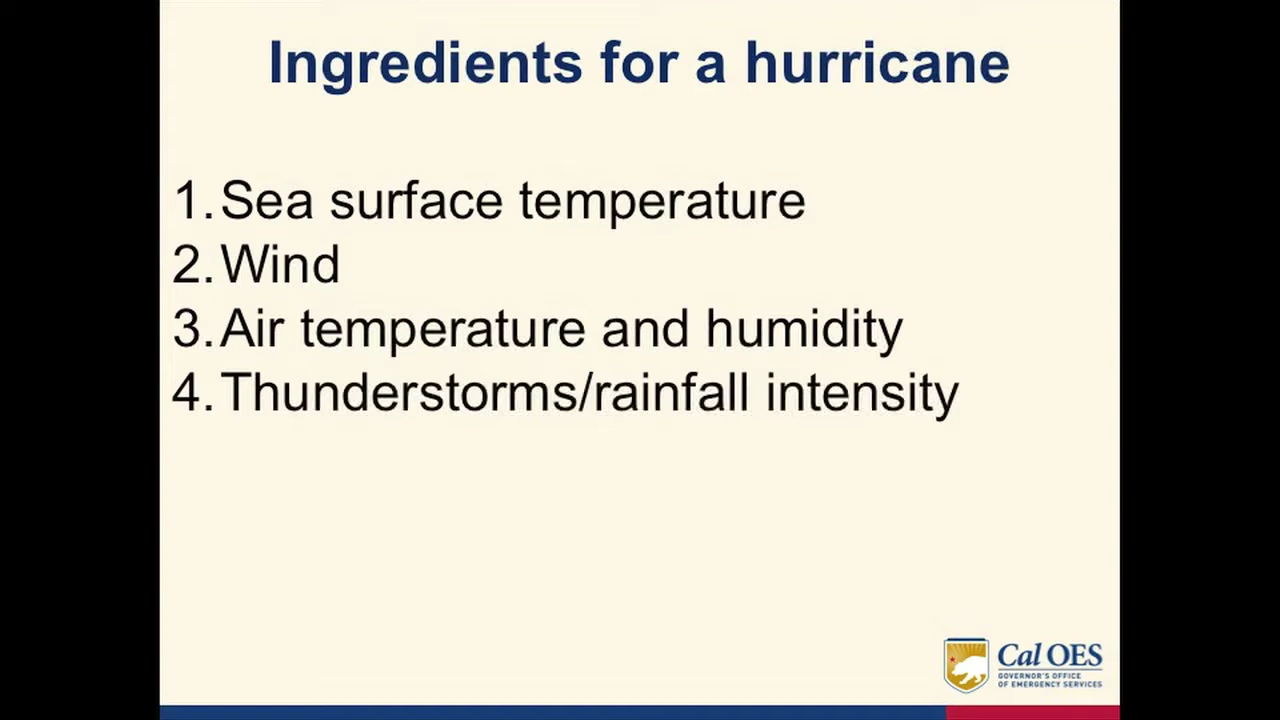 Ingredients for a hurricane
1. Sea surface temperature
2. Wind
3. Air temperature and humidity
4. Thunderstorms/rainfall intensity
Cal OES
GOVERNOR'S OFFICE
OF EMERGENCY SERVICES